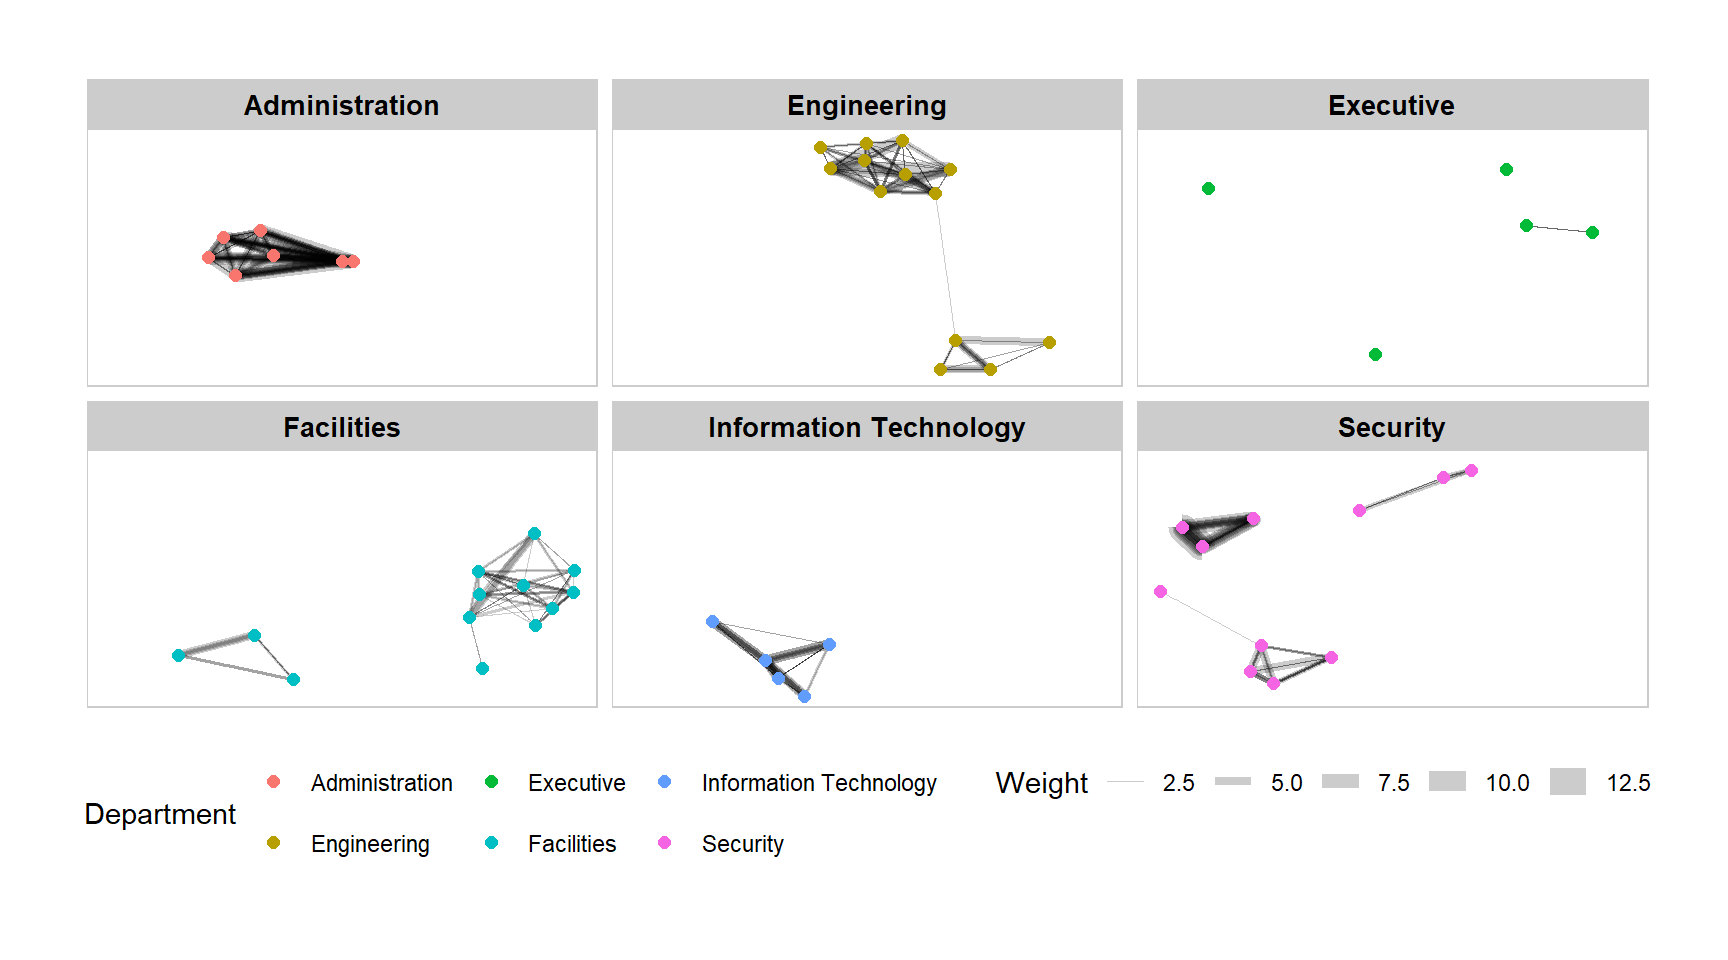 Administration
Engineering
Executive
Facilities
Information Technology
Security
Department
Administration
Executive
Information Technology
Engineering
Facilities
Security
Weight
2.5
5.0
7.5
10.0
12.5